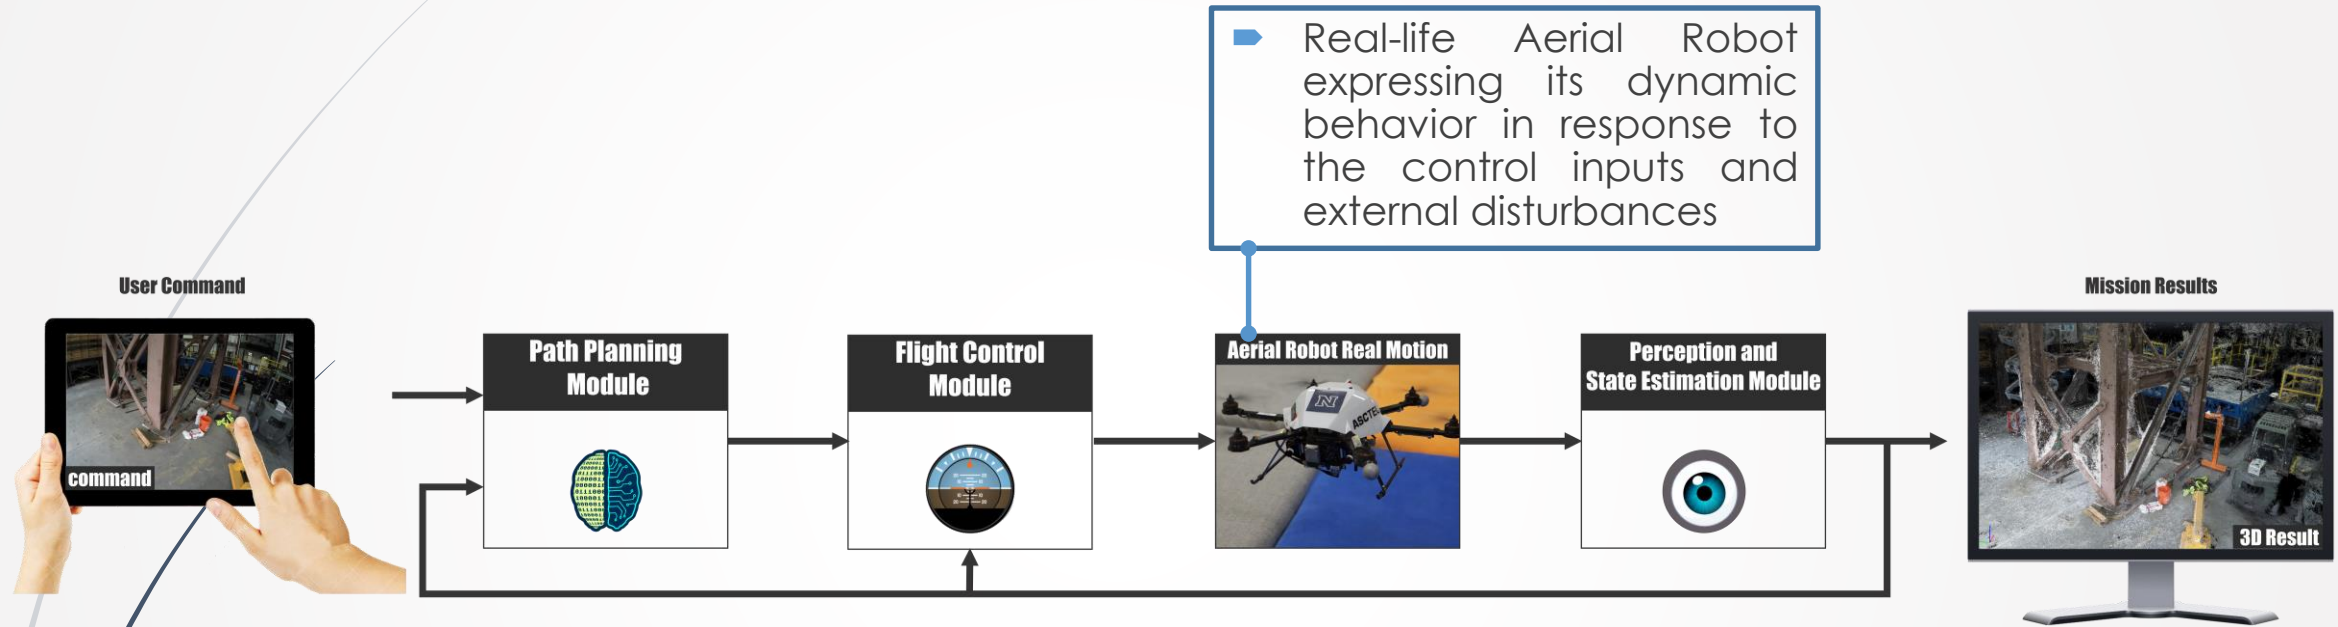 Real-life Aerial Robot
expressing its dynamic
behavior in response to
the control inputs and
external disturbances
User Command
Mission Results
Path Planning
Module
Flight Control
Module
Aerial Robot Real Motion
Perception and
State Estimation Module
N
ASCTEC
command
3D Result